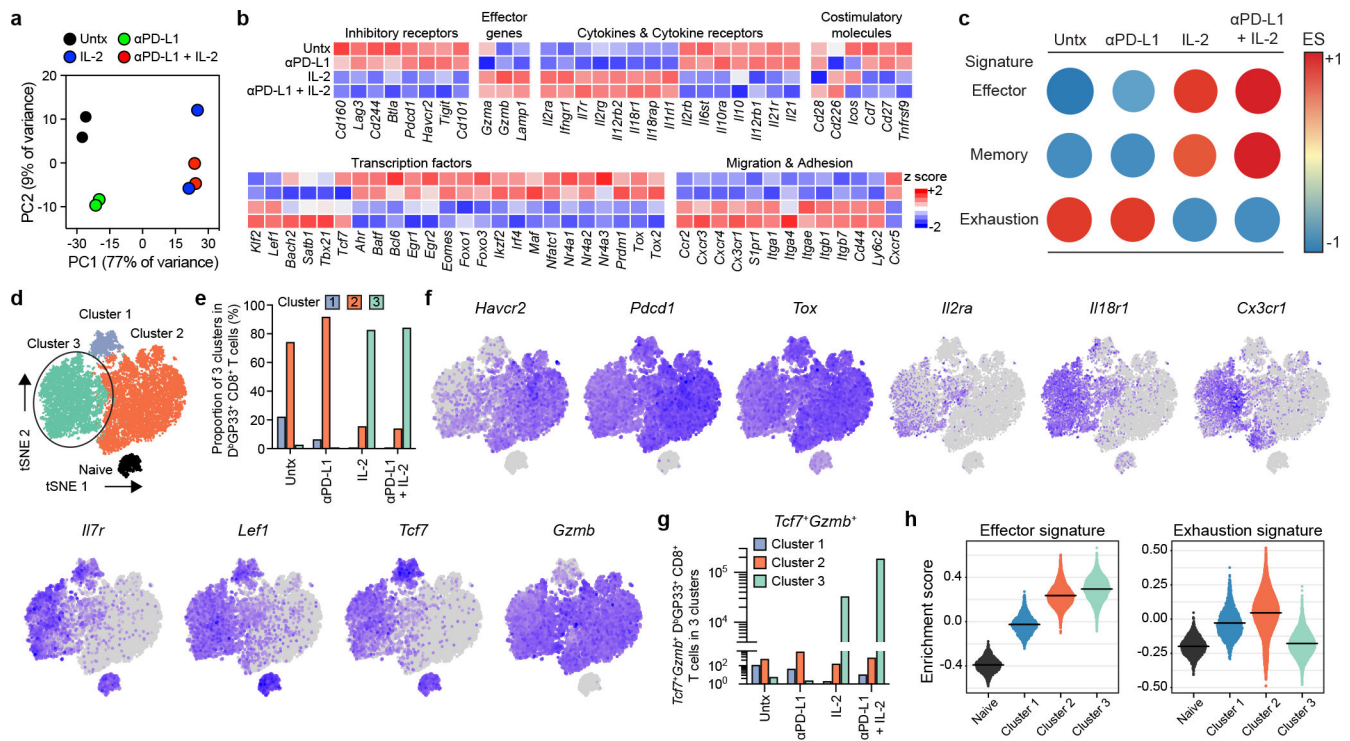 a
Untx
αPD-L1
IL-2
αPD-L1 + IL-2
PC2 (9% of variance)
20
10
0
-10
-15
0
15
30
PC1 (77% of variance)
b
Inhibitory receptors
Effector
genes
Cytokines & Cytokine receptors
Costimulatory
molecules
Untx
αPD-L1
IL-2
αPD-L1 + IL-2
Cd160
Lag3
Cd244
Btla
Pdcd1
Havcr2
Tigit
Cd101
Gzma
Gzmb
Lamp1
Il2ra
Ifngr1
Il7r
Il2rg
Il12rb2
Il18r1
Il18rap
Il1rl1
Il2rb
Il6st
Il10ra
Il10
Il12rb1
Il21r
Il21
Cd28
Cd226
Icos
Cd7
Cd27
Tnfrsf9
Transcription factors
Migration & Adhesion
z score
+2
-2
Klf2
Lef1
Bach2
Satb1
Tbx21
Tcf7
Ahr
Batf
Bcl6
Egr1
Egr2
Eomes
Foxo1
Foxo3
Ikzf2
Irf4
Maf
Nfatc1
Nr4a1
Nr4a2
Nr4a3
Prdm1
Tox
Tox2
Ccr2
Cxcr3
Cxcr4
Cx3cr1
S1pr1
Itga1
Itga4
Itgae
Itgb1
Itgb7
Cd44
Ly6c2
Cxcr5
c
Untx
αPD-L1
IL-2
αPD-L1
+ IL-2
ES
Signature
Effector
Memory
Exhaustion
+1
-1
d
Cluster 1
Cluster 2
Cluster 3
Naive
tSNE 2
tSNE 1
e
Cluster 1 2 3
Proportion of 3 clusters in
DᵇGP33⁺ CD8⁺ T cells (%)
100
80
60
40
20
0
Untx
αPD-L1
IL-2
αPD-L1
+ IL-2
f
Havcr2
Pdcd1
Tox
Il2ra
Il18r1
Cx3cr1
Il7r
Lef1
Tcf7
Gzmb
g
Tcf7⁺Gzmb⁺
Cluster 1
Cluster 2
Cluster 3
Tcf7⁺Gzmb⁺ DᵇGP33⁺ CD8⁺
T cells in 3 clusters
10⁵
10⁴
10²
10⁰
Untx
αPD-L1
IL-2
αPD-L1
+ IL-2
h
Effector signature
Exhaustion signature
Enrichment score
0.4
0.0
-0.4
Naive
Cluster 1
Cluster 2
Cluster 3
0.50
0.25
0.00
-0.25
-0.50
Naive
Cluster 1
Cluster 2
Cluster 3